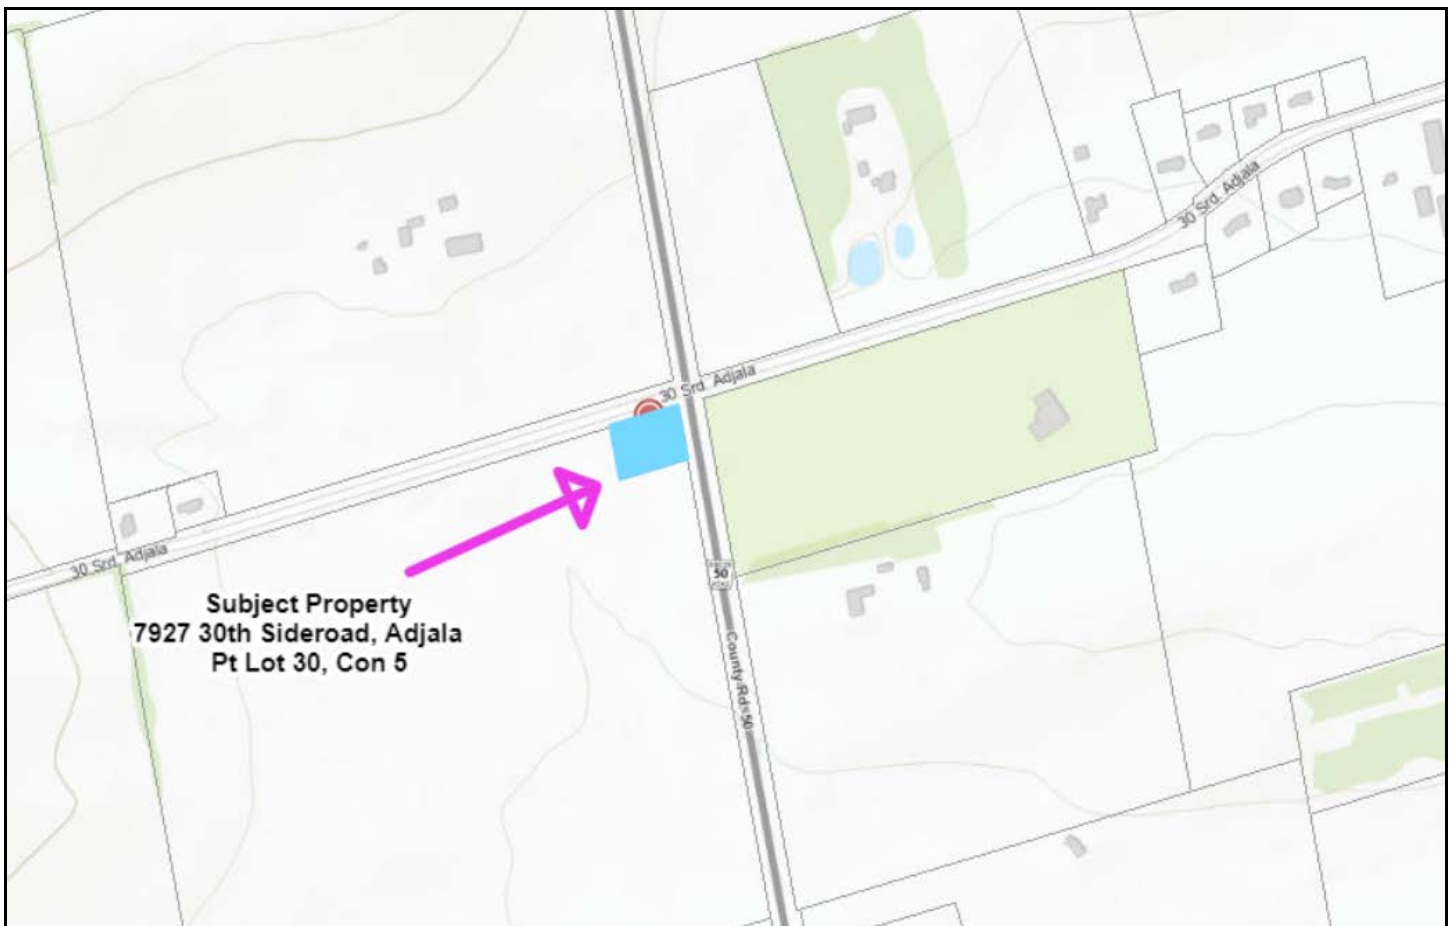 30 Srd. Adjala
30 Srd. Adjala
30 Srd. Adjala
Subject Property
7927 30th Sideroad, Adjala
Pt Lot 30, Con 5
50
County Rd 50